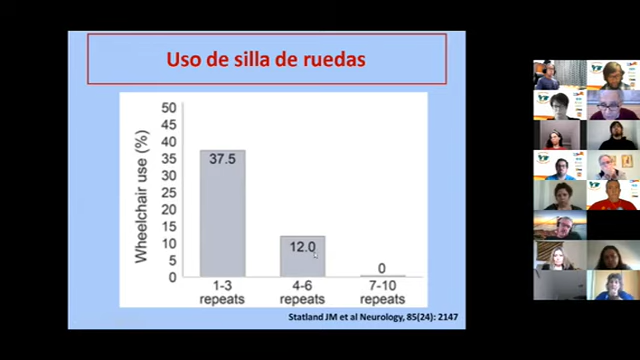 Uso de silla de ruedas
Wheelchair use (%)
50
45
40
35
30
25
20
15
10
5
0
37.5
12.0
0
1-3
repeats
4-6
repeats
7-10
repeats
Statland JM et al Neurology, 85(24): 2147